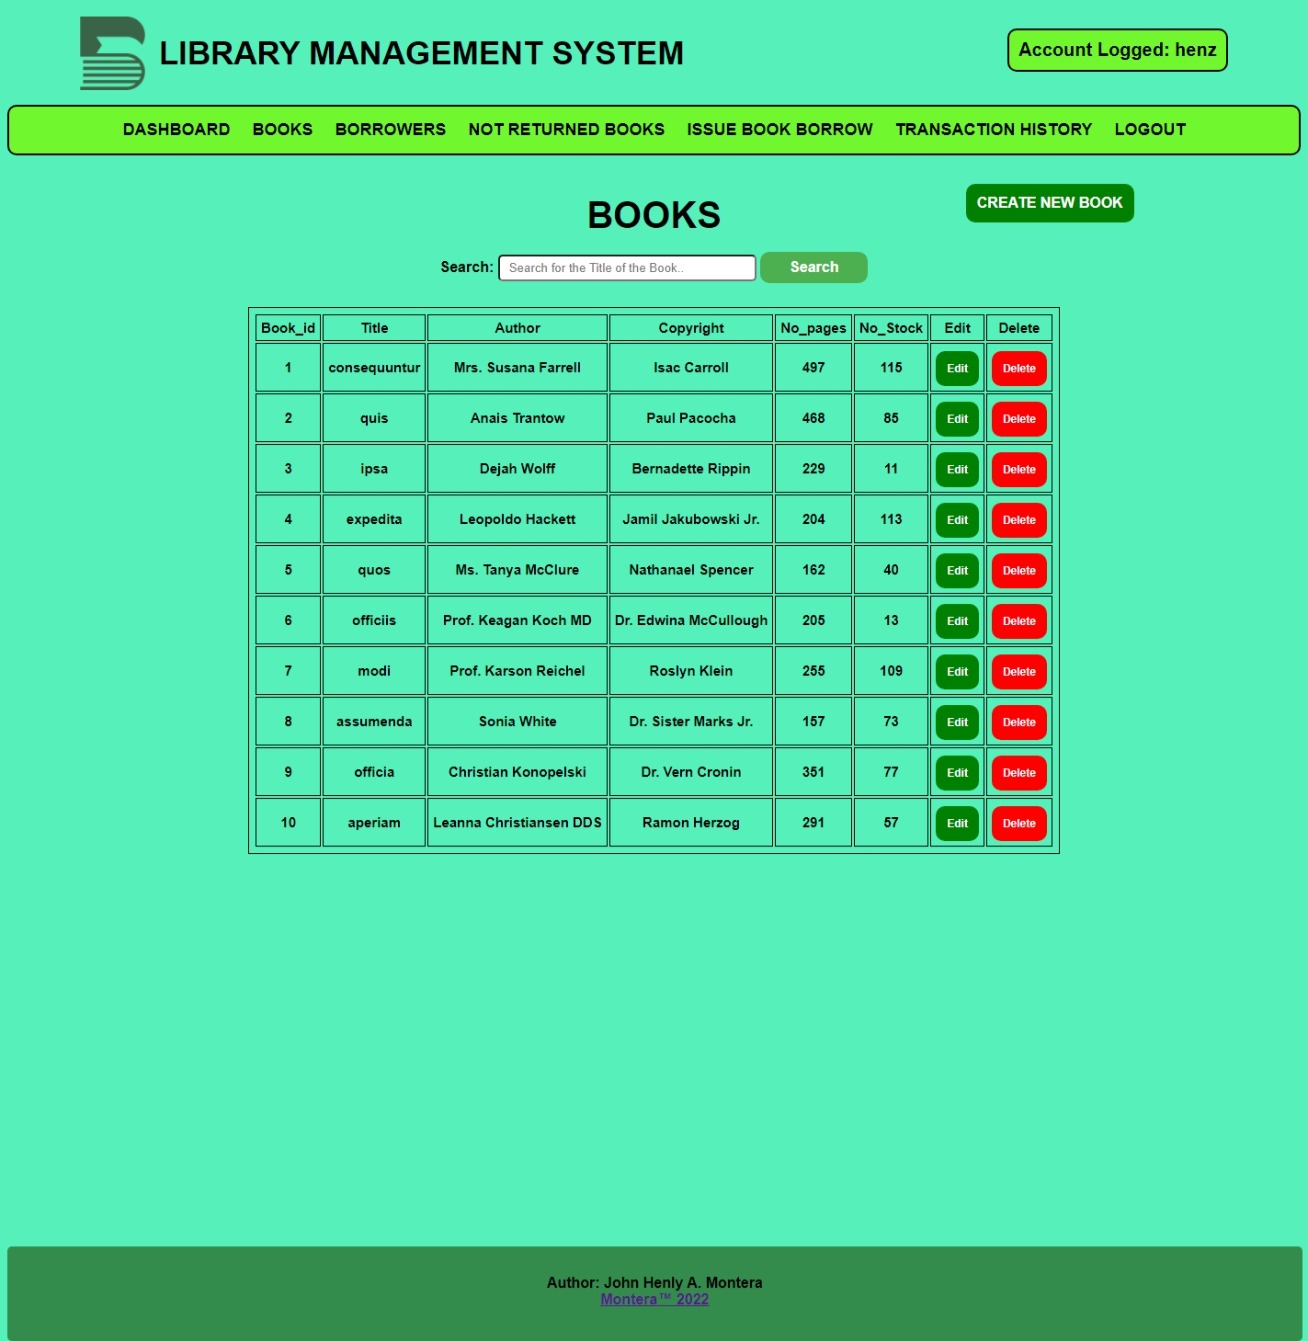 LIBRARY MANAGEMENT SYSTEM
Account Logged: henz
DASHBOARD BOOKS BORROWERS NOT RETURNED BOOKS ISSUE BOOK BORROW TRANSACTION HISTORY LOGOUT
CREATE NEW BOOK
BOOKS
Search: Search for the Title of the Book.. Search
Book_id Title Author Copyright No_pages No_Stock Edit Delete
1 consequuntur Mrs. Susana Farrell Isac Carroll 497 115 Edit Delete
2 quis Anais Trantow Paul Pacocha 468 85 Edit Delete
3 ipsa Dejah Wolff Bernadette Rippin 229 11 Edit Delete
4 expedita Leopoldo Hackett Jamil Jakubowski Jr. 204 113 Edit Delete
5 quos Ms. Tanya McClure Nathanael Spencer 162 40 Edit Delete
6 officiis Prof. Keagan Koch MD Dr. Edwina McCullough 205 13 Edit Delete
7 modi Prof. Karson Reichel Roslyn Klein 255 109 Edit Delete
8 assumenda Sonia White Dr. Sister Marks Jr. 157 73 Edit Delete
9 officia Christian Konopelski Dr. Vern Cronin 351 77 Edit Delete
10 aperiam Leanna Christiansen DDS Ramon Herzog 291 57 Edit Delete
Author: John Henly A. Montera
Montera™ 2022